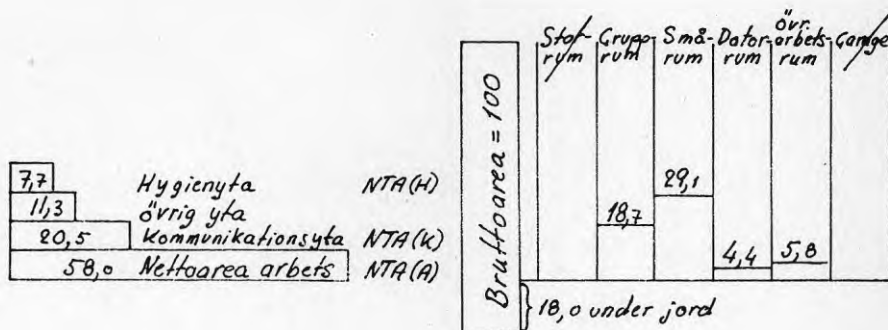 7,7 Hygienyta NTA(H)
11,3 övrig yta
20,5 Kommunikationsyta NTA(K)
58,0 Nettoarea arbets NTA(A)
Bruttoarea = 100
Stor-rum
Grupp-rum
Små-rum
Dator-rum
övr. arbets-rum
Garage
18,7
29,1
4,4
5,8
18,0 under jord